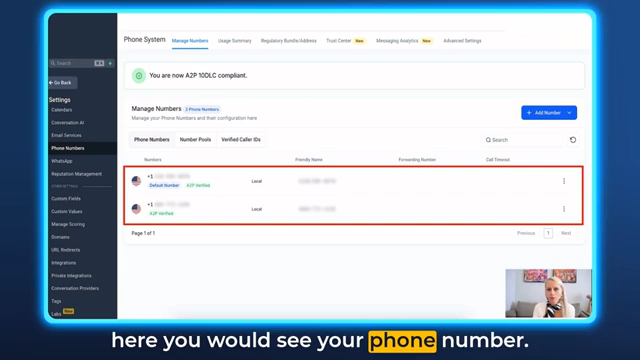 Phone System
Manage Numbers
Usage Summary
Regulatory Bundle/Address
Trust Center New
Messaging Analytics New
Advanced Settings
Search
Go Back
Settings
Calendars
Conversation AI
Email Services
Phone Numbers
WhatsApp
Reputation Management
OTHER SETTINGS
Custom Fields
Custom Values
Manage Scoring
Domains
URL Redirects
Integrations
Private Integrations
Conversation Providers
Tags
Labs New
You are now A2P 10DLC compliant.
Manage Numbers 2 Phone Numbers
Manage your Phone Numbers and their configuration here
+ Add Number
Phone Numbers
Number Pools
Verified Caller IDs
Search
Numbers
Friendly Name
Forwarding Number
Call Timeout
+1
Default Number
A2P Verified
Local
+1
A2P Verified
Local
Page 1 of 1
Previous
1
Next
here you would see your phone number.